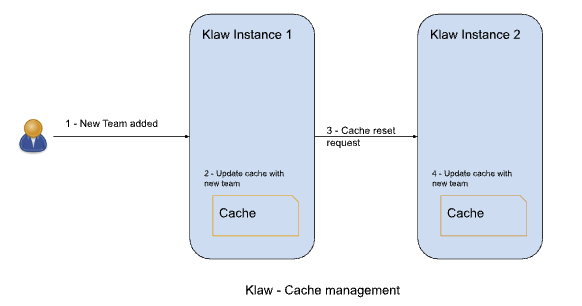 Klaw Instance 1
Klaw Instance 2
1 - New Team added
3 - Cache reset
request
2 - Update cache with
new team
4 - Update cache with
new team
Cache
Cache
Klaw - Cache management